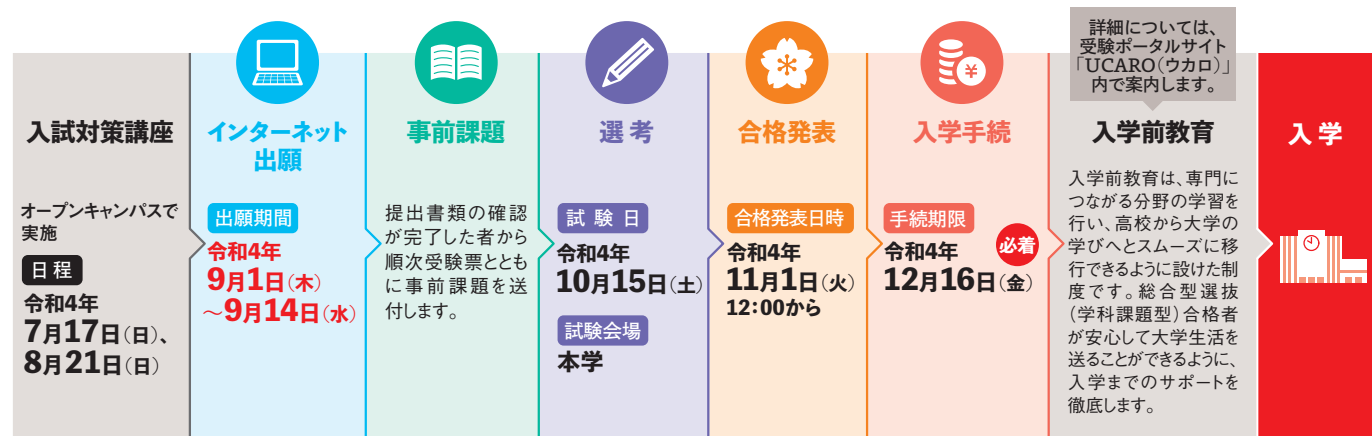 入試対策講座
オープンキャンパスで
実施
日程
令和4年
7月17日(日)、
8月21日(日)
インターネット
出願
出願期間
令和4年
9月1日(木)
～9月14日(水)
事前課題
提出書類の確認
が完了した者から
順次受験票ととも
に事前課題を送
付します。
選考
試験日
令和4年
10月15日(土)
試験会場
本学
合格発表
合格発表日時
令和4年
11月1日(火)
12:00から
¥
入学手続
手続期限
令和4年
必着
12月16日(金)
詳細については、
受験ポータルサイト
「UCARO(ウカロ)」
内で案内します。
入学前教育
入学前教育は、専門に
つながる分野の学習を
行い、高校から大学の
学びへとスムーズに移
行できるように設けた制
度です。総合型選抜
(学科課題型)合格者
が安心して大学生活を
送ることができるように、
入学までのサポートを
徹底します。
入学